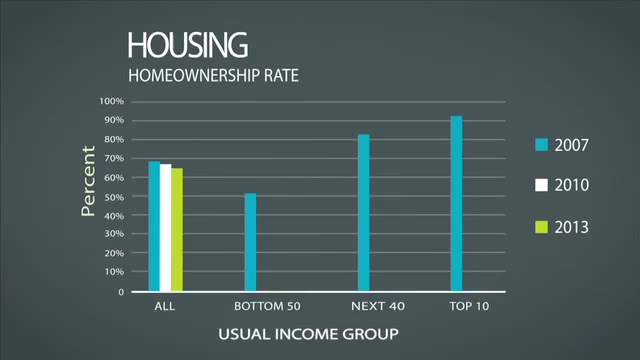 HOUSING
HOMEOWNERSHIP RATE
100%
90%
80%
70%
60%
50%
40%
30%
20%
10%
0
Percent
2007
2010
2013
ALL BOTTOM 50 NEXT 40 TOP 10
USUAL INCOME GROUP